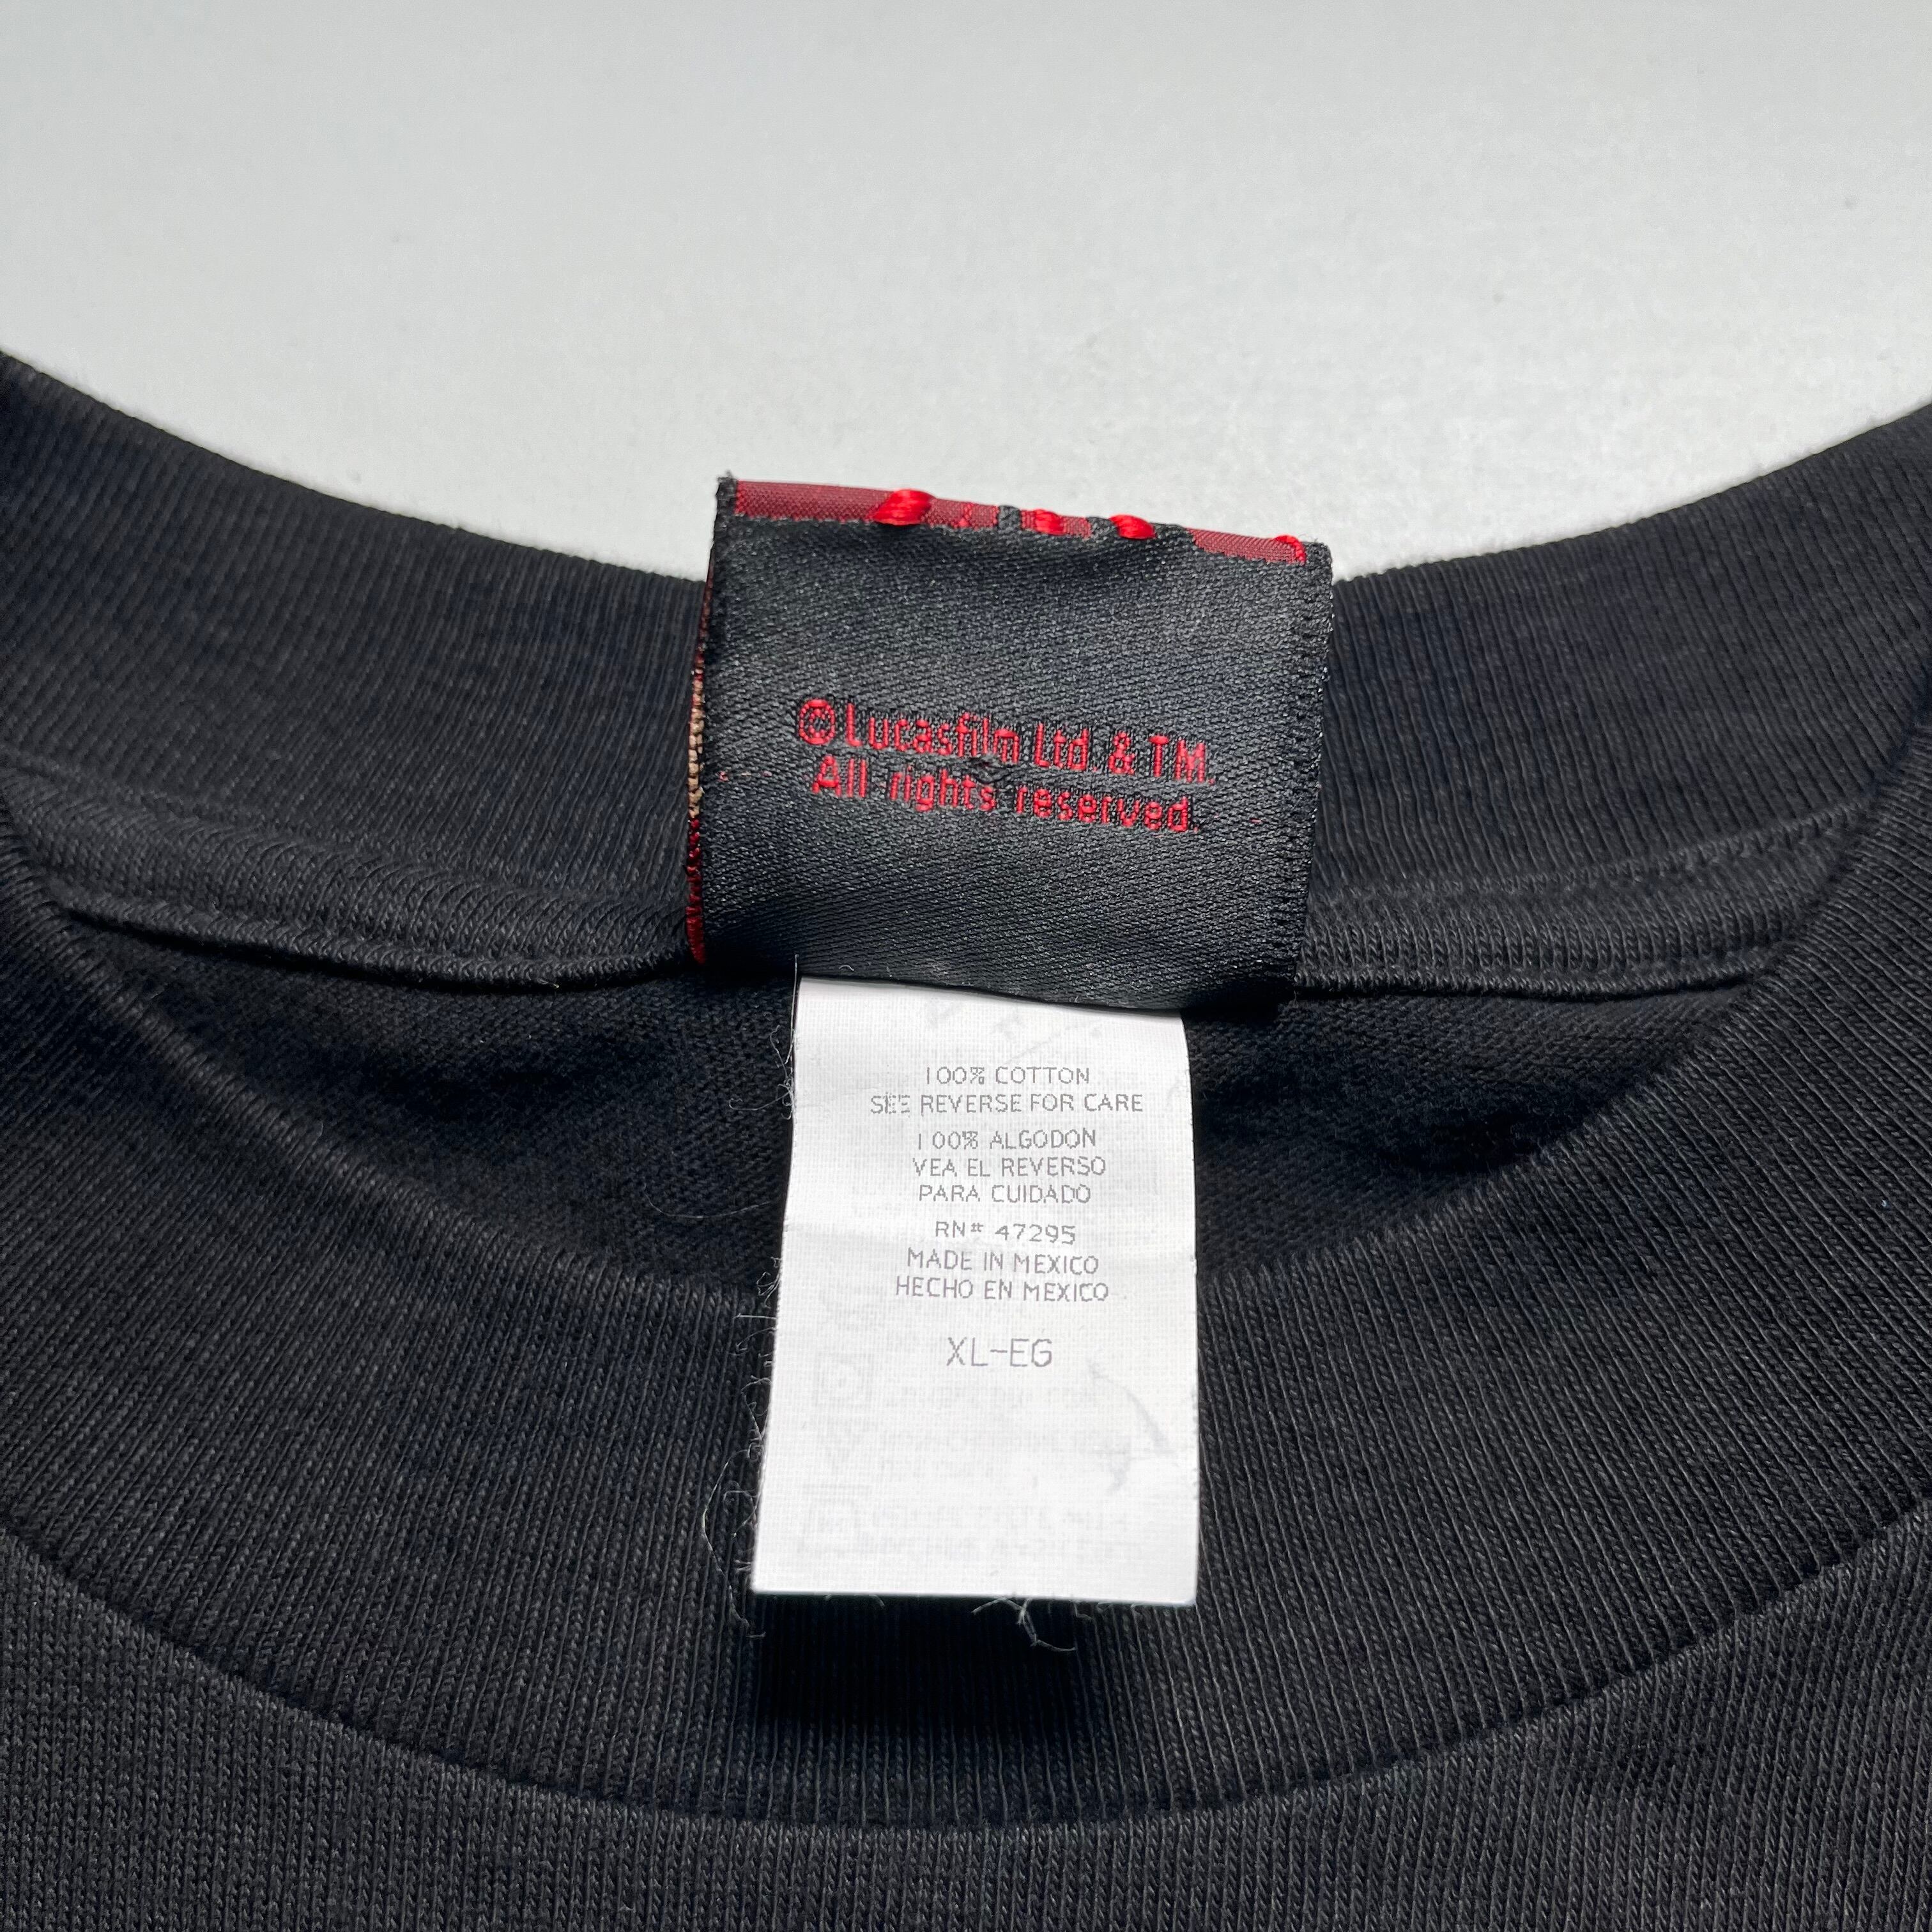 ©Lucasfilm Ltd. & TM.
All rights reserved.
100% COTTON
SEE REVERSE FOR CARE
100% ALGODON
VEA EL REVERSO
PARA CUIDADO
RN# 47295
MADE IN MEXICO
HECHO EN MEXICO
XL-EG